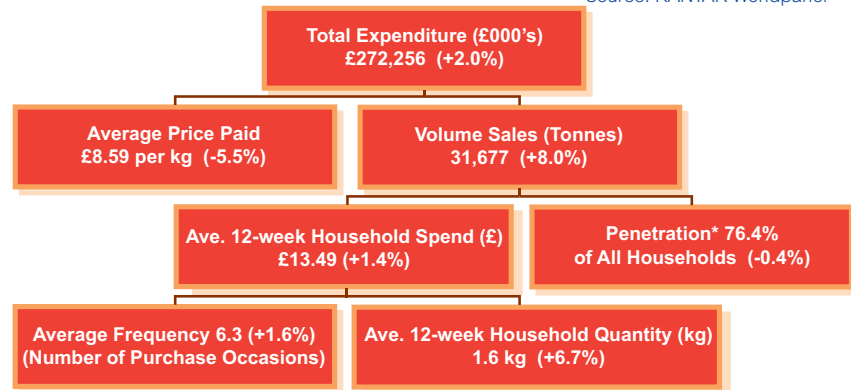 Source: KANTAR Worldpanel
Total Expenditure (£000’s)
£272,256 (+2.0%)
Average Price Paid
£8.59 per kg (-5.5%)
Volume Sales (Tonnes)
31,677 (+8.0%)
Ave. 12-week Household Spend (£)
£13.49 (+1.4%)
Penetration* 76.4%
of All Households (-0.4%)
Average Frequency 6.3 (+1.6%)
(Number of Purchase Occasions)
Ave. 12-week Household Quantity (kg)
1.6 kg (+6.7%)